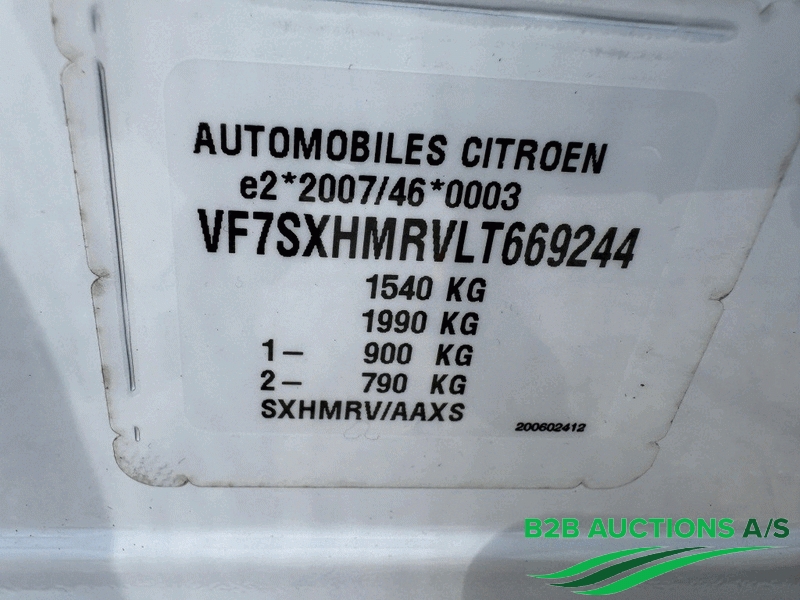 AUTOMOBILES CITROEN
e2*2007/46*0003
VF7SXHMRVLT669244
1540 KG
1990 KG
1- 900 KG
2- 790 KG
SXHMRV/AAXS
200602412
B2B AUCTIONS A/S